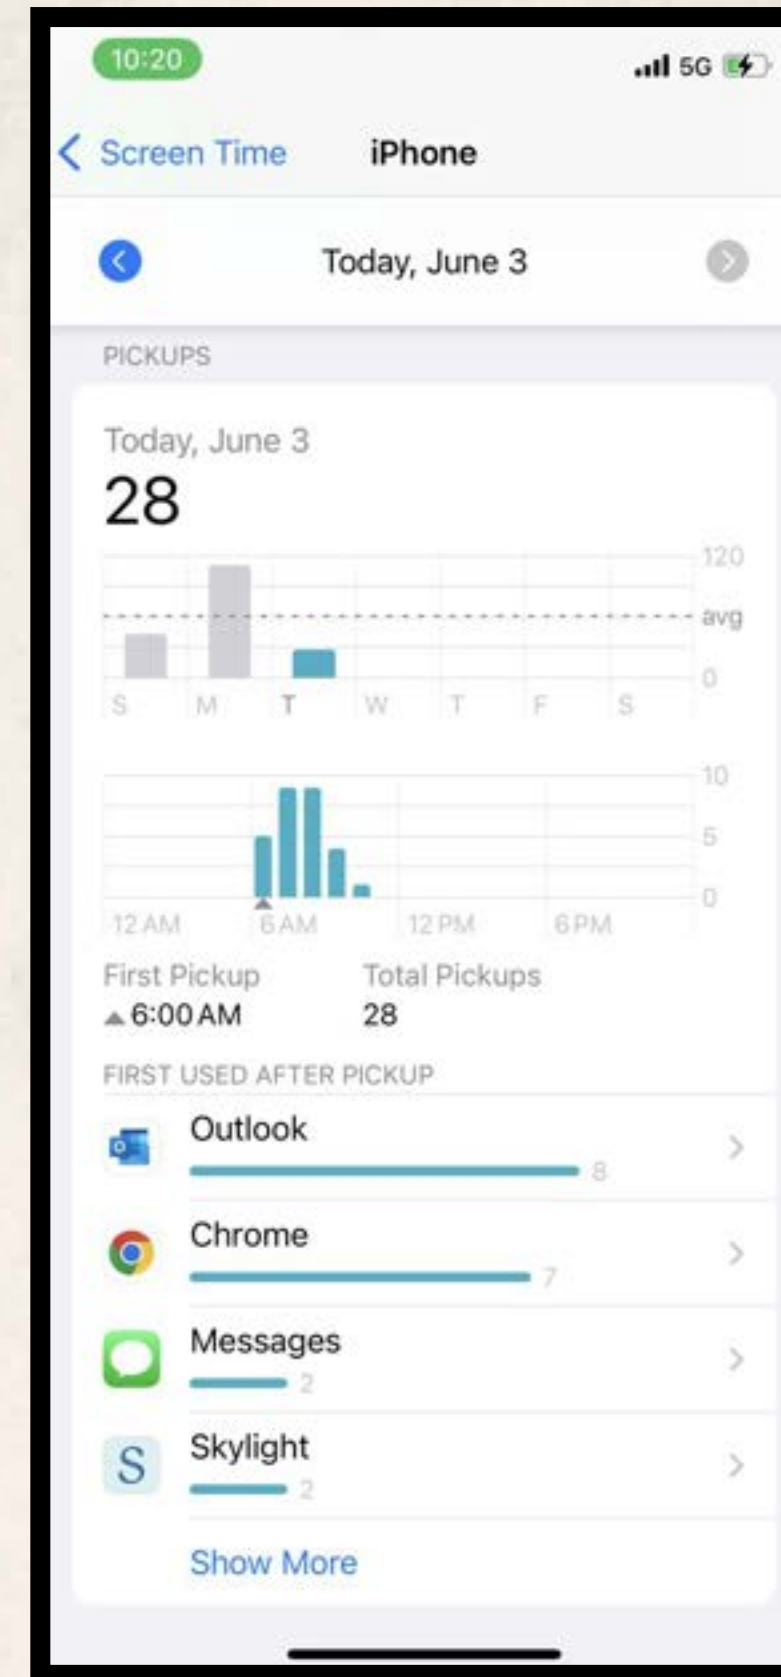 10:20 5G
Screen Time iPhone
Today, June 3
PICKUPS
Today, June 3
28
120
avg
0
S M T W T F S
10
5
0
12 AM 6 AM 12 PM 6 PM
First Pickup Total Pickups
6:00 AM 28
FIRST USED AFTER PICKUP
Outlook
8
Chrome
7
Messages
2
S Skylight
2
Show More